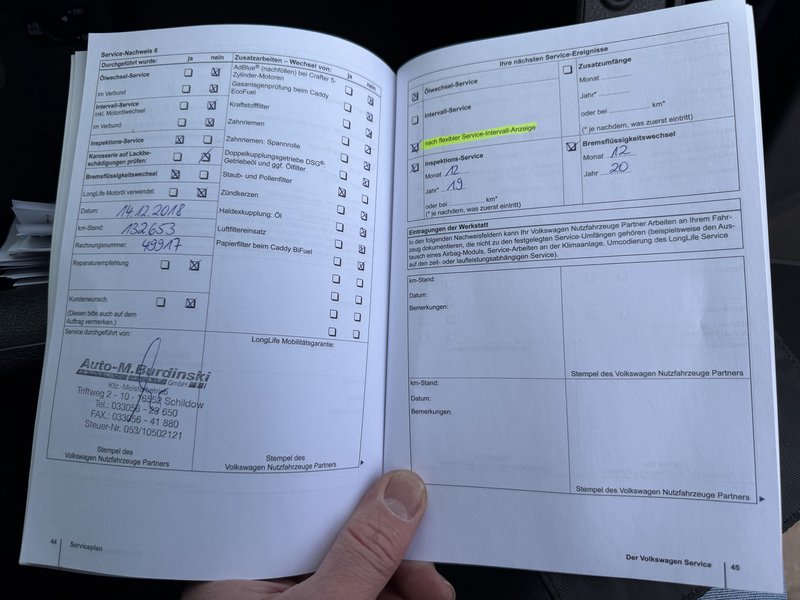 Service-Nachweis 6
Durchgeführt wurde: ja nein
Ölwechsel-Service
im Verbund
Intervall-Service
inkl. Motorölwechsel
im Verbund
Inspektions-Service
Karosserie auf Lackbe-
schädigungen prüfen:
Bremsflüssigkeitswechsel
LongLife Motoröl verwendet
Datum: 14.12.2018
km-Stand: 132653
Rechnungsnummer: 49917
Reparaturempfehlung:
Kundenwunsch
(Diesen bitte auch auf dem
Auftrag vermerken.)
Service durchgeführt von:
Auto-M.Burdinski
GmbH
Kfz.-Meisterbetrieb
Triftweg 2 - 10 - 16552 Schildow
Tel.: 033056 - 23 650
FAX.: 033056 - 41 880
Steuer-Nr. 053/10502121
Stempel des
Volkswagen Nutzfahrzeuge Partners
Zusatzarbeiten – Wechsel von: ja nein
AdBlue® (nachfüllen) bei Crafter 5-
Zylinder-Motoren
Gasanlagenprüfung beim Caddy
EcoFuel
Kraftstofffilter
Zahnriemen
Zahnriemen: Spannrolle
Doppelkupplungsgetriebe DSG®-
Getriebeöl und ggf. Ölfilter
Staub- und Pollenfilter
Zündkerzen
Haldexkupplung: Öl
Luftfiltereinsatz
Papierfilter beim Caddy BiFuel
LongLife Mobilitätsgarantie:
Stempel des
Volkswagen Nutzfahrzeuge Partners
44 Serviceplan
Ihre nächsten Service-Ereignisse
Ölwechsel-Service
Intervall-Service
nach flexibler Service-Intervall-Anzeige
Inspektions-Service
Monat 12
Jahr* 19
oder bei km*
(* je nachdem, was zuerst eintritt)
Zusatzumfänge
Monat
Jahr*
oder bei km*
(* je nachdem, was zuerst eintritt)
Bremsflüssigkeitswechsel
Monat 12
Jahr 20
Eintragungen der Werkstatt
In den folgenden Nachweisfeldern kann Ihr Volkswagen Nutzfahrzeuge Partner Arbeiten an Ihrem Fahr-
zeug dokumentieren, die nicht zu den festgelegten Service-Umfängen gehören (beispielsweise den Aus-
tausch eines Airbag-Moduls, Service-Arbeiten an der Klimaanlage, Umcodierung des LongLife Service
auf den zeit- oder laufleistungsabhängigen Service).
km-Stand:
Datum:
Bemerkungen:
Stempel des Volkswagen Nutzfahrzeuge Partners
km-Stand:
Datum:
Bemerkungen:
Stempel des Volkswagen Nutzfahrzeuge Partners
Der Volkswagen Service 45